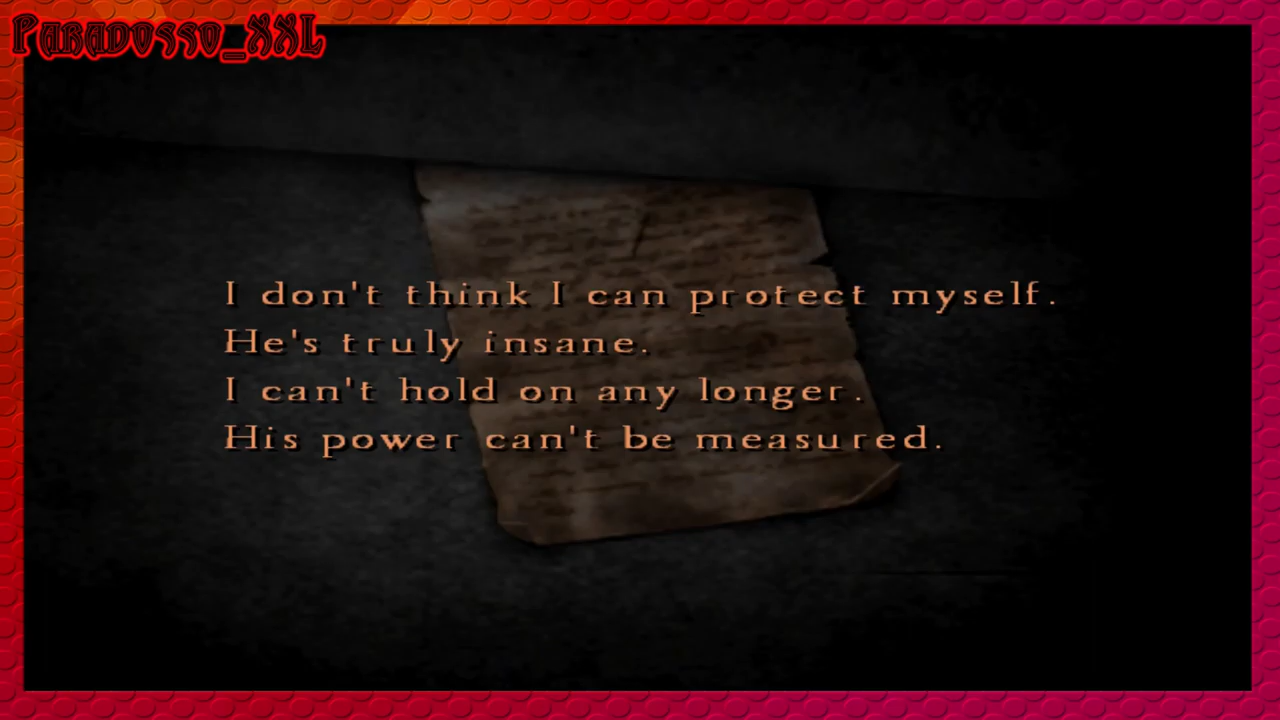 Paradosso_XXL
I don't think I can protect myself.
He's truly insane.
I can't hold on any longer.
His power can't be measured.